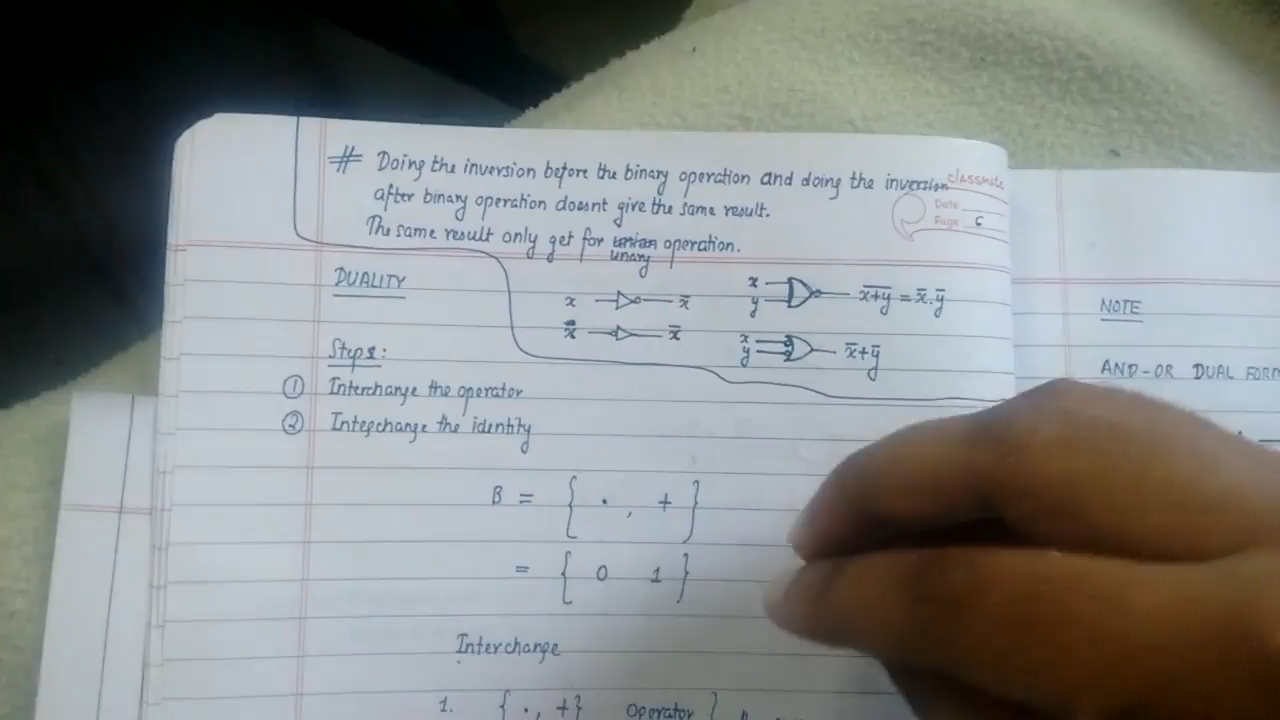 # Doing the inversion before the binary operation and doing the inversion
classmate
Date
Page 6
after binary operation doesnt give the same result.
The same result only get for operation.
unary
DUALITY
x x̄
x y \overline{x+y} = x̄.ȳ
x̄ x̄
x y x̄+ȳ
Steps:
① Interchange the operator
② Interchange the identity
B = { . , + }
= { 0 1 }
Interchange
1. { . , +} Operator }
NOTE
AND-OR DUAL FORM